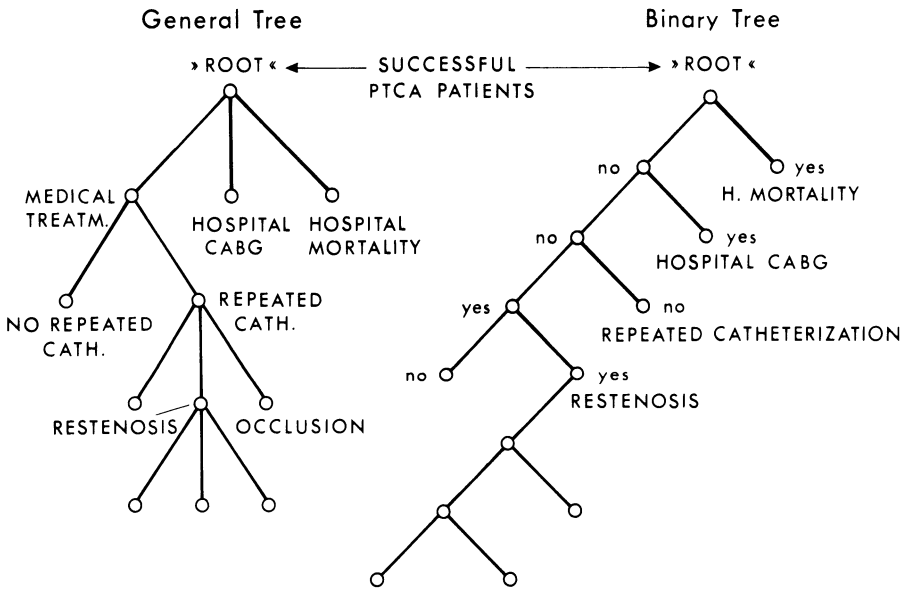 General Tree
Binary Tree
» ROOT «
SUCCESSFUL
PTCA PATIENTS
» ROOT «
MEDICAL
TREATM.
HOSPITAL
CABG
HOSPITAL
MORTALITY
NO REPEATED
CATH.
REPEATED
CATH.
RESTENOSIS
OCCLUSION
no
yes
H. MORTALITY
no
yes
HOSPITAL CABG
yes
no
REPEATED CATHETERIZATION
no
yes
RESTENOSIS